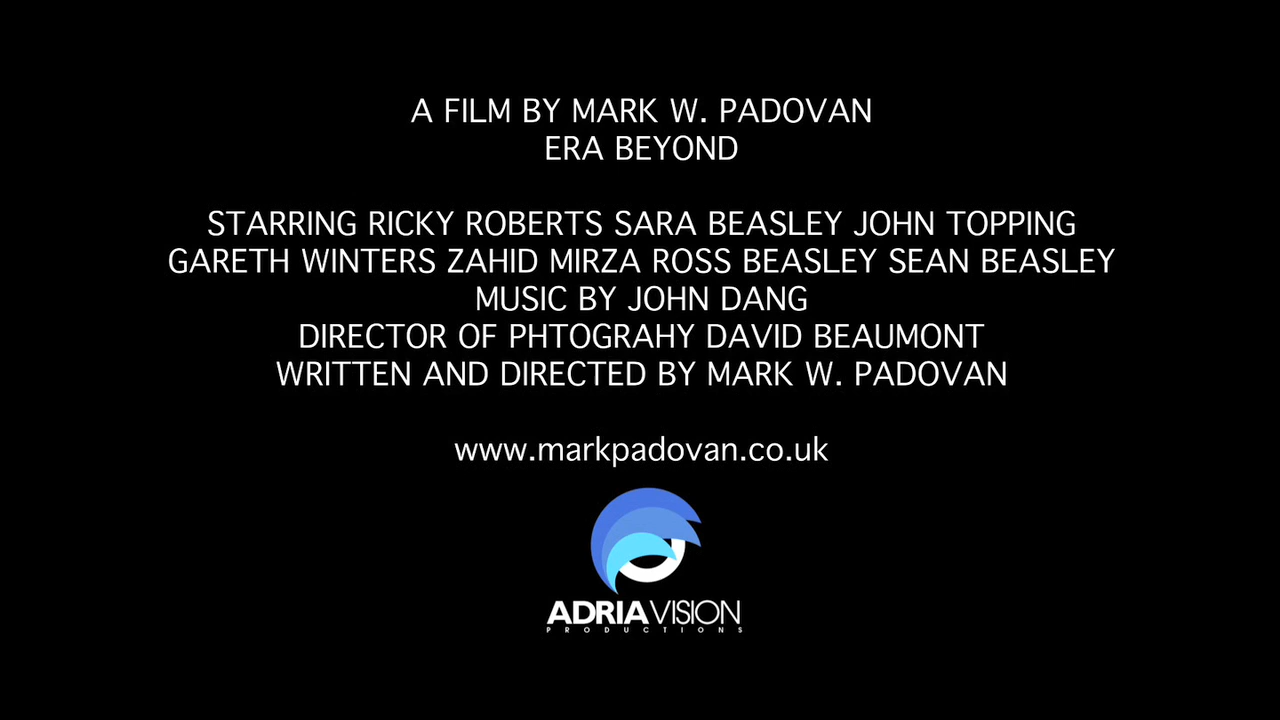 A FILM BY MARK W. PADOVAN
ERA BEYOND
STARRING RICKY ROBERTS SARA BEASLEY JOHN TOPPING
GARETH WINTERS ZAHID MIRZA ROSS BEASLEY SEAN BEASLEY
MUSIC BY JOHN DANG
DIRECTOR OF PHTOGRAHY DAVID BEAUMONT
WRITTEN AND DIRECTED BY MARK W. PADOVAN
www.markpadovan.co.uk
ADRIAVISION
PRODUCTIONS